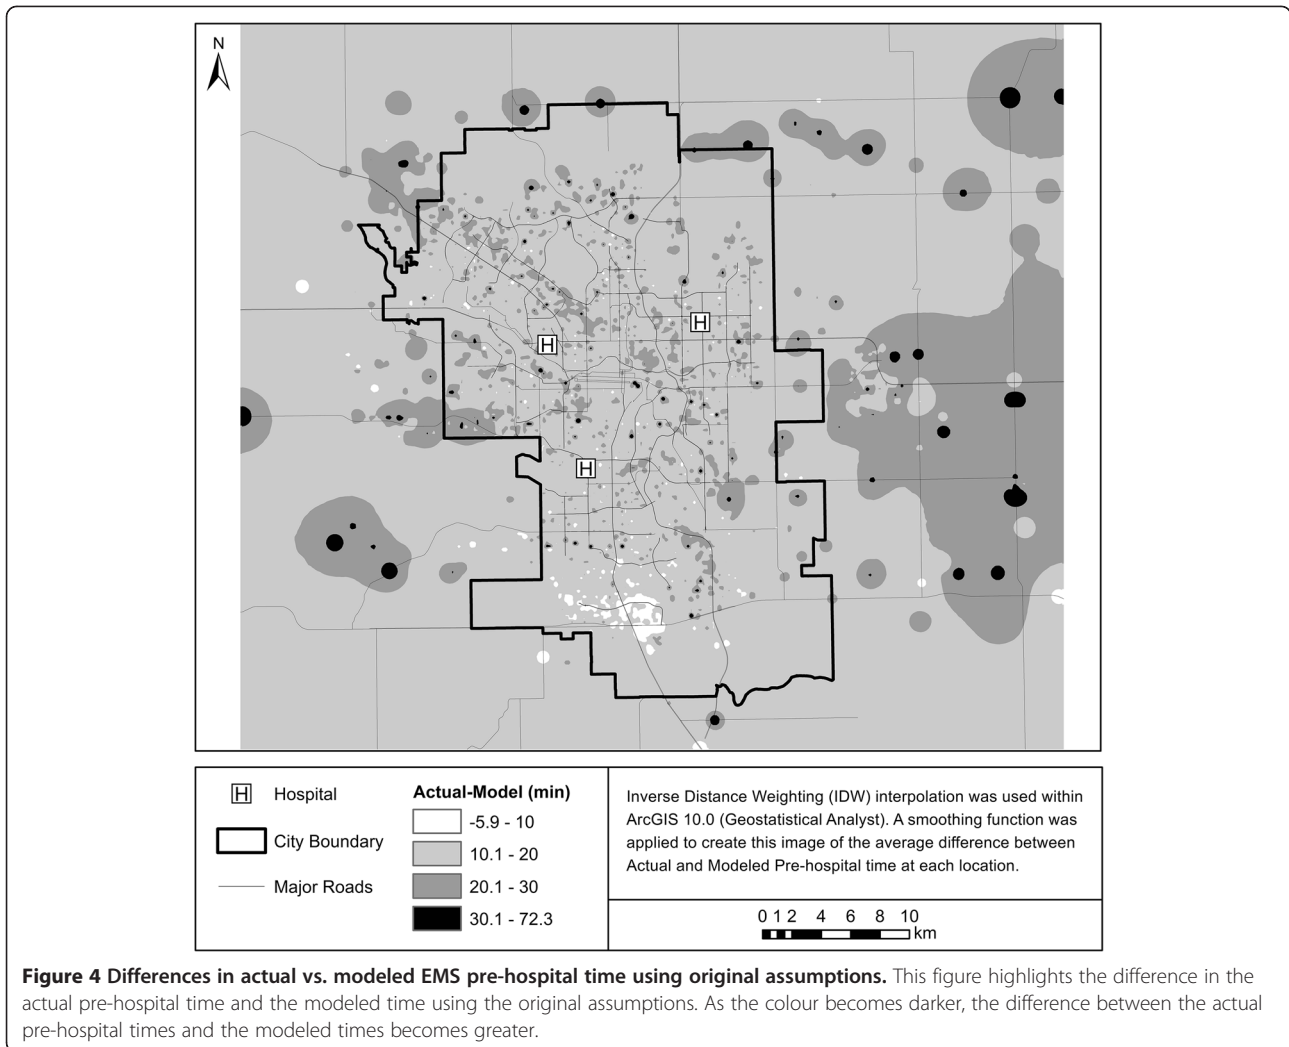 N
H
H
H
H Hospital
City Boundary
Major Roads
Actual-Model (min)
-5.9 - 10
10.1 - 20
20.1 - 30
30.1 - 72.3
Inverse Distance Weighting (IDW) interpolation was used within
ArcGIS 10.0 (Geostatistical Analyst). A smoothing function was
applied to create this image of the average difference between
Actual and Modeled Pre-hospital time at each location.
0 1 2 4 6 8 10
km
Figure 4 Differences in actual vs. modeled EMS pre-hospital time using original assumptions. This figure highlights the difference in the
actual pre-hospital time and the modeled time using the original assumptions. As the colour becomes darker, the difference between the actual
pre-hospital times and the modeled times becomes greater.